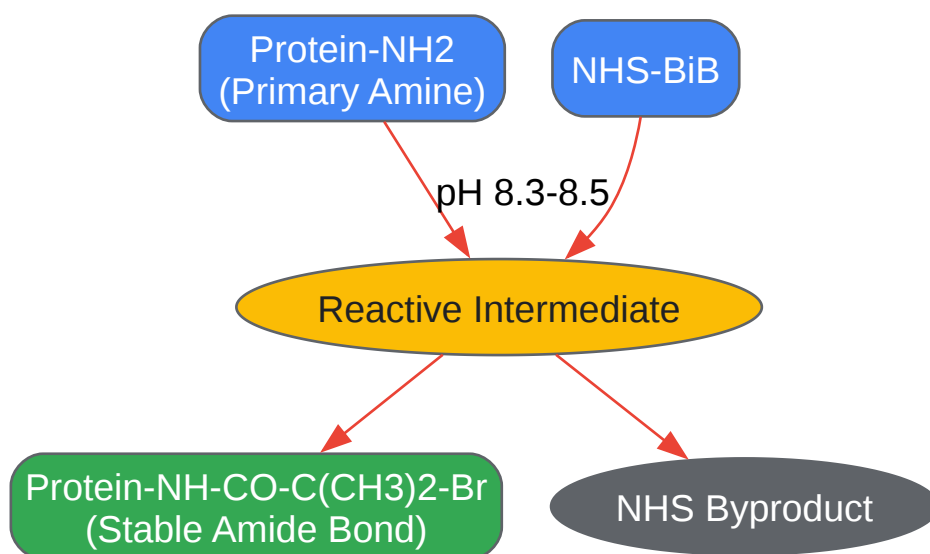 Protein-NH2
(Primary Amine)
NHS-BiB
pH 8.3-8.5
Reactive Intermediate
Protein-NH-CO-C(CH3)2-Br
(Stable Amide Bond)
NHS Byproduct